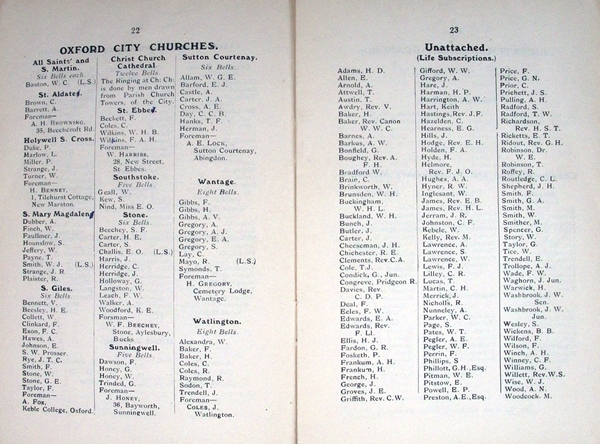 22
OXFORD CITY CHURCHES.
All Saints' and
S. Martin.
Six Bells each
Baston, W. C. (L.S.)
St. Aldates.
Brown, C.
Barrett, A.
Foreman—
A. H. Browning,
35, Beechcroft Rd.
Holywell S. Cross.
Duke, P.
Marlow, L.
Miller, P.
Strange, J.
Turner, W.
Foreman—
H. Bennet,
1, Tilehurst Cottage,
New Marston.
S. Mary Magdalen
Dubber, A.
Finch, W.
Faulkner, J.
Hounslow, S.
Jeffery, W.
Payne, T.
Smith, W. J. (L.S.)
Strange, J. R
Plaister, R.
S. Giles.
Six Bells
Bennett, V.
Beesley, H. E.
Collett, W.
Clinkard, F.
Eson, F. C.
Hawes, A.
Johnson, E.
S. W. Prosser.
Rye, J. T. C.
Smith, F.
Stone, W.
Stone, G. E.
Taylor, F.
Foreman—
A. Fox,
Keble College, Oxford.
Christ Church
Cathedral.
Twelve Bells.
The Ringing at Ch: Ch:
is done by men drawn
from Parish Church
Towers, of the City.
St. Ebbes.
Beckett, F.
Coles, C.
Wilkins, W. H. B.
Wilkins, F. A. H.
Foreman—
W. Harriss,
28, New Street,
St. Ebbes.
Southstoke.
Five Bells.
Geall, W.
Kew, S.
Nind, Miss E. O.
Stone.
Six Bells.
Beechey, S. F.
Carter, H. E.
Carter, S.
Challis, E. O. (L.S.)
Harris, J.
Herridge, C.
Herridge, J.
Holloway, G.
Langston, W.
Leach, F. W.
Walker, A.
Woodford, N. E.
Foreman—
W. F. Beechey,
Stone, Aylesbury,
Bucks
Sunningwell.
Five Bells.
Dawson, F.
Honey, G.
Honey, W.
Trinded, G.
Foreman—
J. Honey,
36, Bayworth,
Sunningwell.
Sutton Courtenay.
Six Bells.
Allam, W. G. E.
Barford, E. J.
Castle, A.
Carter, J. A.
Cross, A. E.
Day, C. C. B.
Hanks, T. F.
Herman, J.
Foreman—
A. E. Lock,
Sutton Courtenay,
Abingdon.
Wantage.
Eight Bells.
Gibbs, F.
Gibbs, H.
Gibbs, A. V.
Gregory, A.
Gregory, A. J.
Gregory, E. A.
Gregory, S.
Lay, C.
Mayo, R. (L.S.)
Symonds, T.
Foreman—
H. Gregory,
Cemetery Lodge,
Wantage.
Watlington.
Eight Bells.
Alexandra, W.
Baker, F.
Baker, H.
Coles, C.
Coles, R.
Raymond, R.
Sodon, T.
Trendell, J.
Foreman—
Coles, J,
Watlington.
23
Unattached.
(Life Subscriptions.)
Adams, H. D.
Allen, E.
Arnold, A.
Attwell, T.
Austin, T.
Awdry, Rev. V.
Baker, H.
Baker, Rev. Canon
W. W. C.
Barnes, A.
Barkus, A. W.
Bonfield, G.
Boughey, Rev. A.
F. H.
Bradford W.
Brain, C.
Brinkworth, W.
Brunsden, W. H.
Buckingham,
W. H. L.
Buckland, W. H.
Bunch, J.
Butler, J.
Carter, J.
Cheeseman, J. H.
Chichester, R. E.
Clements, Rev. C.A.
Cole, T.J.
Condick, G., Jun.
Congreve, Pridgeon R.
Davies, Rev.
C. D. P.
Deal, F.
Eeles, F. W.
Edwards, E. A.
Edwards, Rev.
F. Ll.
Ellis, H. J.
Fardon, G. R.
Fosketh, P.
Frankum, A. H.
Frankum, H.
French, H.
George, J.
Groves, J. E.
Griffith, Rev. C.W.
Gifford, W. W.
Gregory, A.
Hare, J.
Harman, H. P.
Harrington, A. W.
Hart, Keith
Hastings, Rev. J.F.
Hazelden, C.
Hearness, E. G.
Hills, J.
Hodge, Rev. E. H.
Holden, F. A.
Hyde, H.
Helmore,
Rev. F. J. O.
Hughes, A. A.
Hyner, R. W.
Inglesant, W.
James, Rev. E. B.
James, Rev. H. L.
Jerram, J. R.
Johnston, C. F.
Kebele, W.
Kelly, Rev. M.
Lawrence, A.
Lawrence, S.
Lawrence, W.
Lewis, F. J.
Lilley, C. R.
Lucas, T.
Martin, C. H.
Merrick, J.
Nicholls, R.
Nunneley, A.
Parker, W. C.
Page, S.
Pates, W. T.
Pegler, A. E.
Pegler, W. F.
Perrin, F.
Phillips, S
Phillott, G.H., Esq.
Pitman, W. E.
Pitstow, E.
Powell, E. P.
Preston, A.E., Esq.
Price, F.
Price, G. N.
Prior, C.
Prichett, J. S.
Pulling, A. H.
Radford, S.
Radford, T. W.
Richardson,
Rev. H. S. T.
Ricketts, E. T.
Ridout, Rev. G. H.
Robinson, Dr.
W. E.
Robinson, T.
Roffey, R.
Routledge, C. L.
Shepherd, J. H.
Smith, F.
Smith, G. A.
Smith, M.
Smith, W.
Smither, M.
Spencer, G.
Story, W.
Taylor, G.
Tice, W.
Trendell, E.
Trollope, A. J.
Wade, F. W.
Waghorn, J. Jun.
Warwick, H.
Washbrook, J. W.
Sen.
Washbrook, J. W.
Jun.
Wesley, S.
Wickens, B. B.
Wilford, F.
Wilson, F.
Winch, A. H.
Winney, C. F.
Williams, G.
Willett, Rev. W.S.
Wise, W. J.
Wood, A. N.
Woodcock, M.